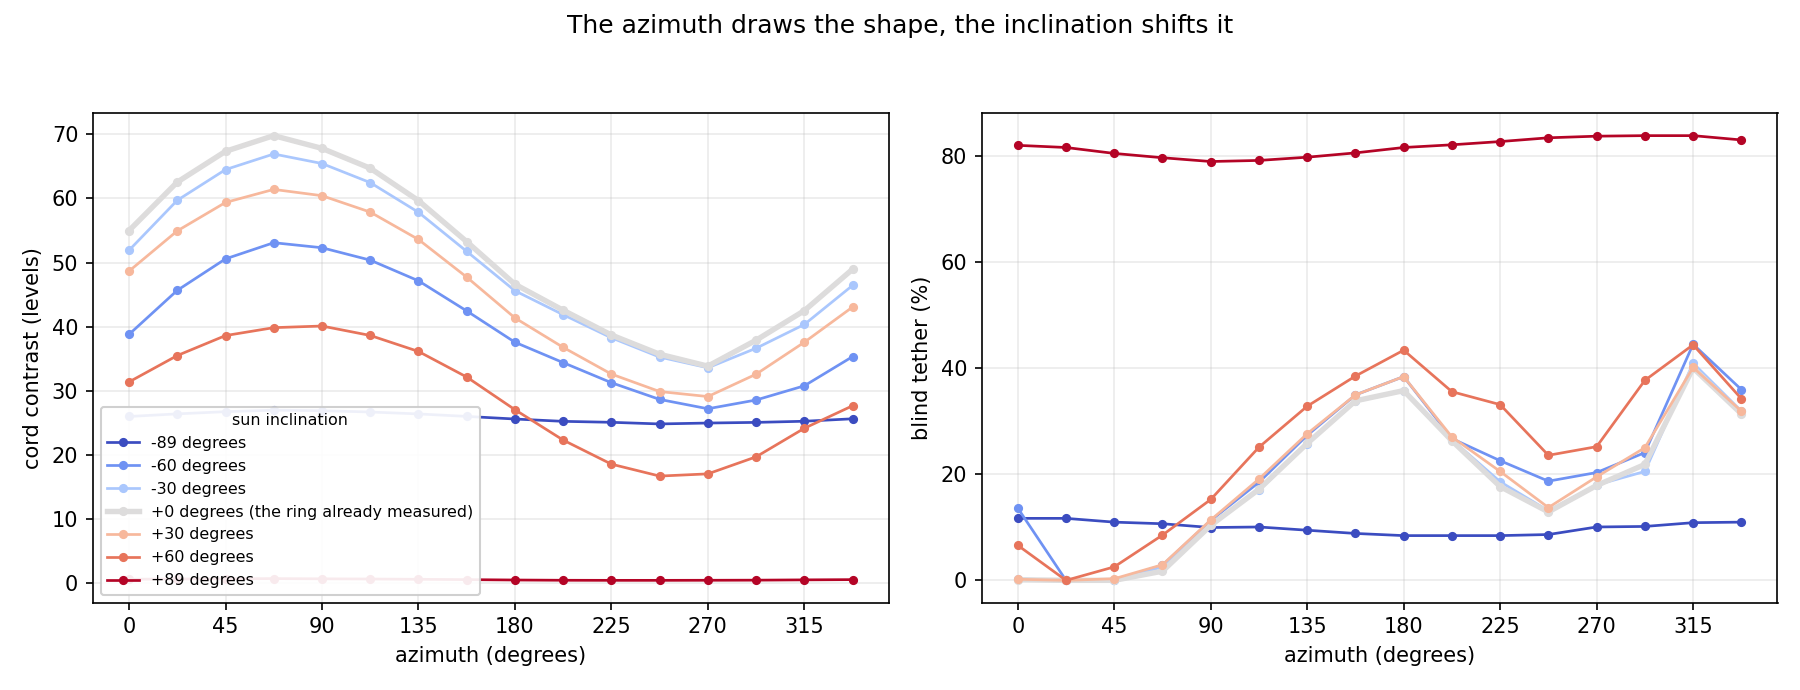 The azimuth draws the shape, the inclination shifts it
cord contrast (levels)
70
60
50
40
30
20
10
0
sun inclination
-89 degrees
-60 degrees
-30 degrees
+0 degrees (the ring already measured)
+30 degrees
+60 degrees
+89 degrees
0 45 90 135 180 225 270 315
azimuth (degrees)
blind tether (%)
80
60
40
20
0
0 45 90 135 180 225 270 315
azimuth (degrees)